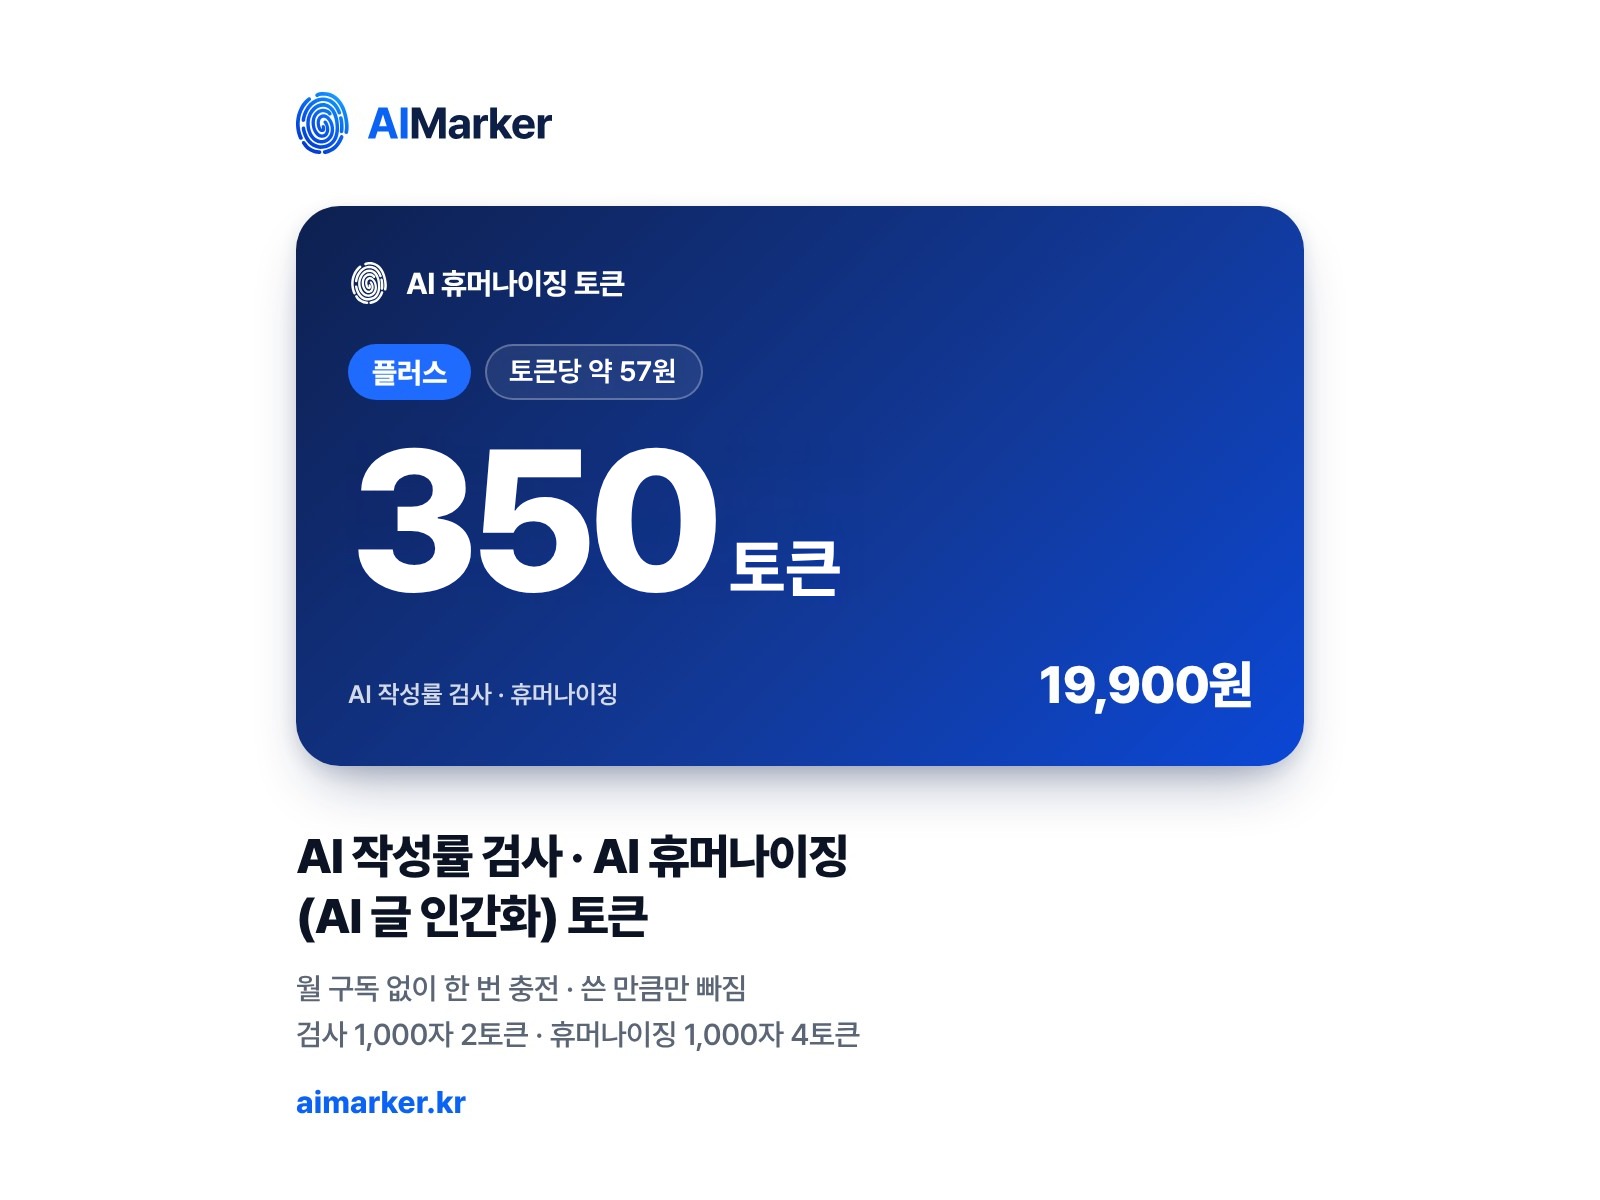 AIMarker
AI 휴머나이징 토큰
플러스 토큰당 약 57원
350 토큰
AI 작성률 검사 · 휴머나이징
19,900원
AI 작성률 검사 · AI 휴머나이징
(AI 글 인간화) 토큰
월 구독 없이 한 번 충전 · 쓴 만큼만 빠짐
검사 1,000자 2토큰 · 휴머나이징 1,000자 4토큰
aimarker.kr